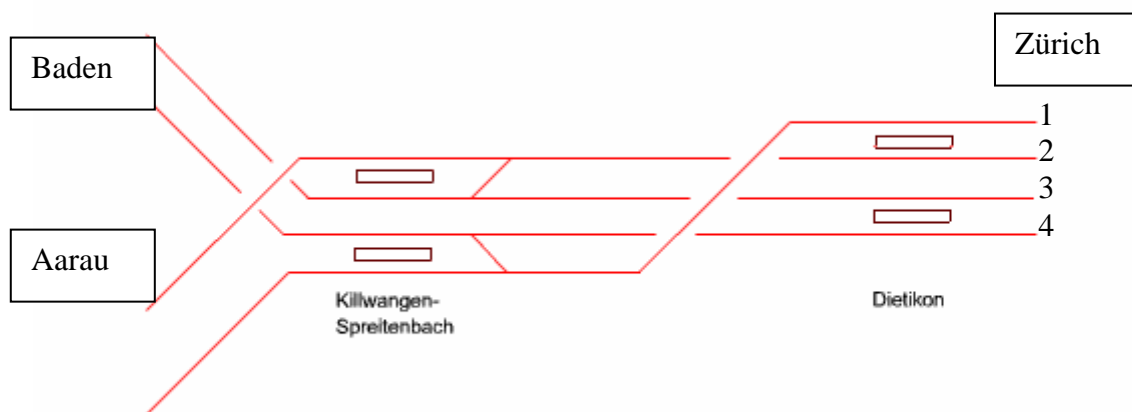 Baden
Zürich
1
2
3
4
Aarau
Killwangen-
Spreitenbach
Dietikon